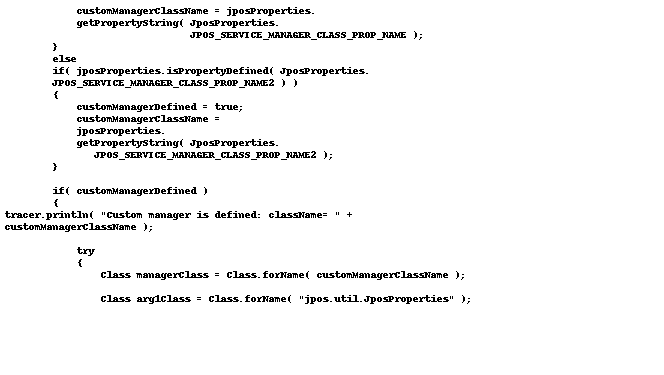 customManagerClassName = jposProperties.
getPropertyString( JposProperties.
JPOS_SERVICE_MANAGER_CLASS_PROP_NAME );
}
else
if( jposProperties.isPropertyDefined( JposProperties.
JPOS_SERVICE_MANAGER_CLASS_PROP_NAME2 ) )
{
customManagerDefined = true;
customManagerClassName =
jposProperties.
getPropertyString( JposProperties.
JPOS_SERVICE_MANAGER_CLASS_PROP_NAME2 );
}
if( customManagerDefined )
{
tracer.println( "Custom manager is defined: className= " +
customManagerClassName );
try
{
Class managerClass = Class.forName( customManagerClassName );
Class arg1Class = Class.forName( "jpos.util.JposProperties" );